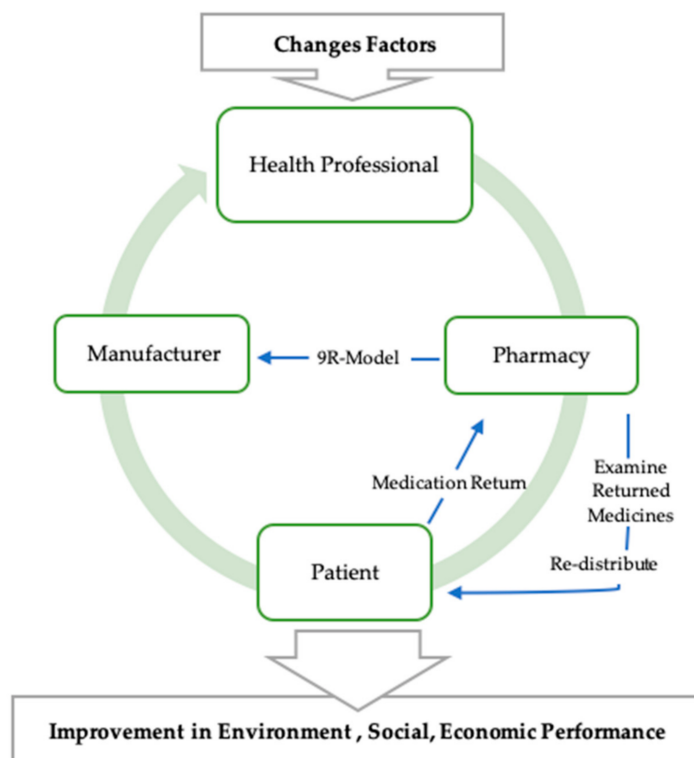 Changes Factors
Health Professional
Manufacturer
9R-Model
Pharmacy
Medication Return
Examine
Returned
Medicines
Re-distribute
Patient
Improvement in Environment , Social, Economic Performance